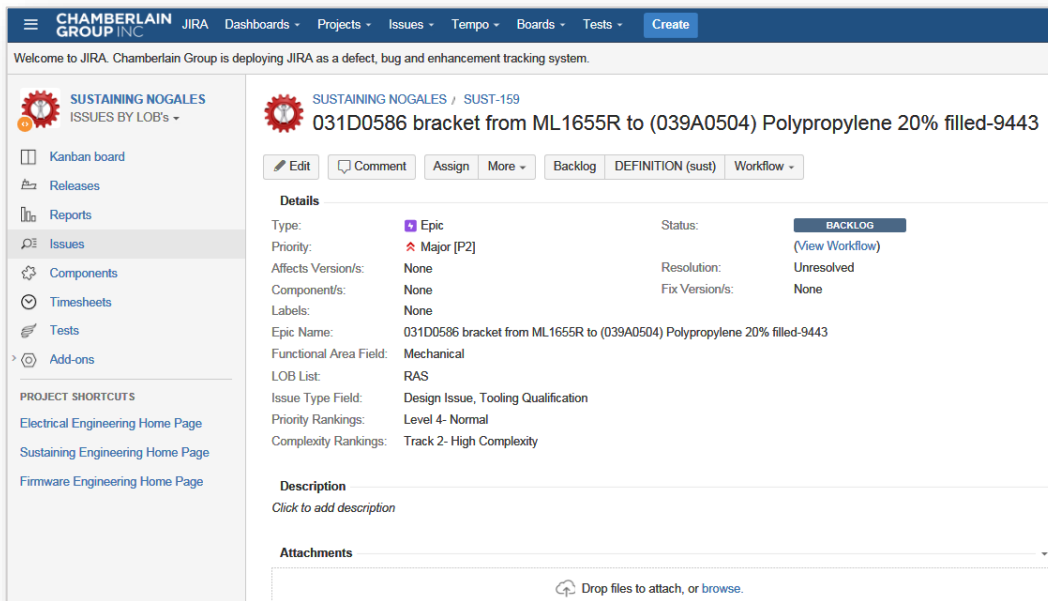 CHAMBERLAIN GROUP INC JIRA Dashboards Projects Issues Tempo Boards Tests Create
Welcome to JIRA. Chamberlain Group is deploying JIRA as a defect, bug and enhancement tracking system.
SUSTAINING NOGALES
ISSUES BY LOB's
Kanban board
Releases
Reports
Issues
Components
Timesheets
Tests
Add-ons
PROJECT SHORTCUTS
Electrical Engineering Home Page
Sustaining Engineering Home Page
Firmware Engineering Home Page
SUSTAINING NOGALES / SUST-159
031D0586 bracket from ML1655R to (039A0504) Polypropylene 20% filled-9443
Edit Comment Assign More Backlog DEFINITION (sust) Workflow
Details
Type: Epic
Priority: Major [P2]
Affects Version/s: None
Component/s: None
Labels: None
Epic Name: 031D0586 bracket from ML1655R to (039A0504) Polypropylene 20% filled-9443
Functional Area Field: Mechanical
LOB List: RAS
Issue Type Field: Design Issue, Tooling Qualification
Priority Rankings: Level 4- Normal
Complexity Rankings: Track 2- High Complexity
Status: BACKLOG
(View Workflow)
Resolution: Unresolved
Fix Version/s: None
Description
Click to add description
Attachments
Drop files to attach, or browse.